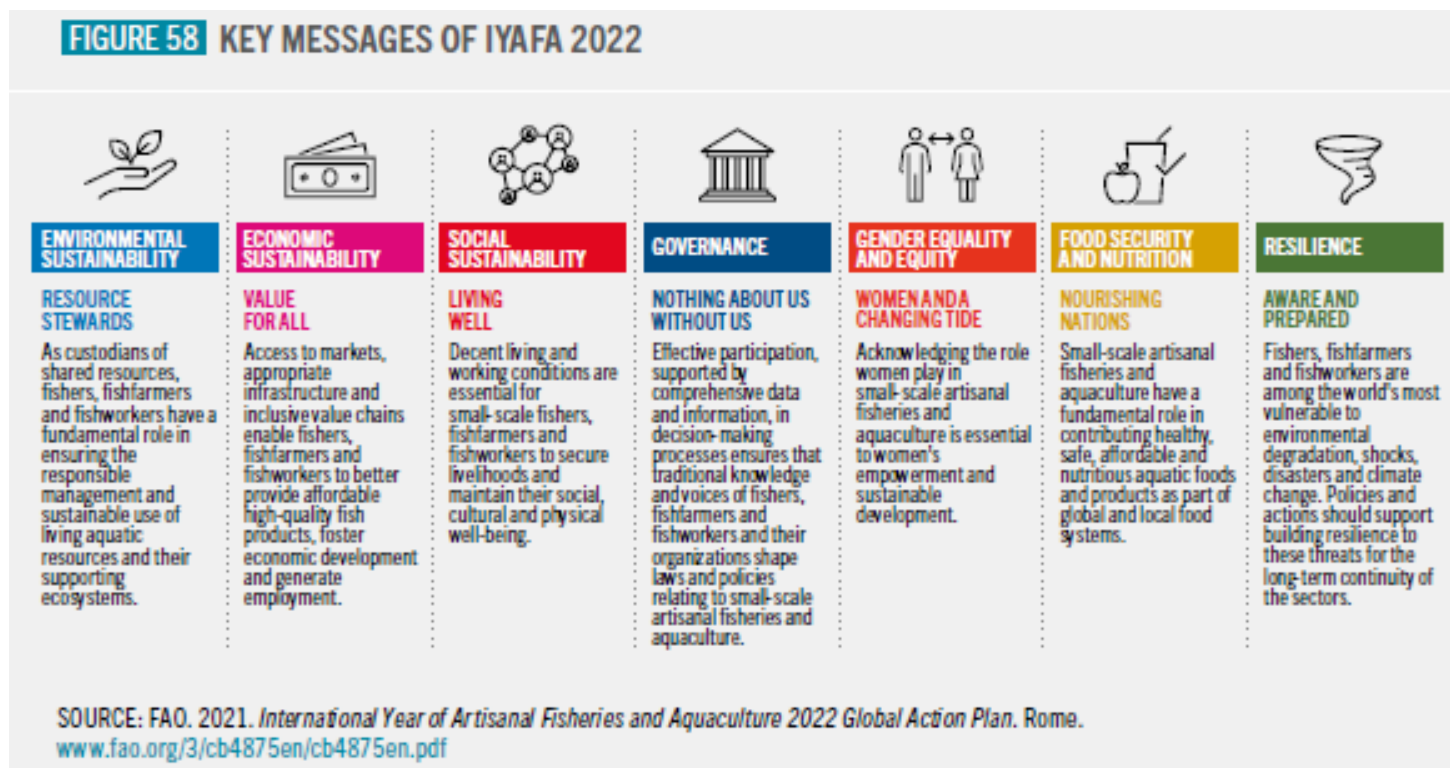 FIGURE 58 KEY MESSAGES OF IYAFA 2022
ENVIRONMENTAL
SUSTAINABILITY
RESOURCE
STEWARDS
As custodians of
shared resources,
fishers, fishfarmers
and fishworkers have a
fundamental role in
ensuring the
responsible
management and
sustainable use of
living aquatic
resources and their
supporting
ecosystems.
ECONOMIC
SUSTAINABILITY
VALUE
FOR ALL
Access to markets,
appropriate
infrastructure and
inclusive value chains
enable fishers,
fishfarmers and
fishworkers to better
provide affordable
high-quality fish
products, foster
economic development
and generate
employment.
SOCIAL
SUSTAINABILITY
LIVING
WELL
Decent living and
working conditions are
essential for
small-scale fishers,
fishfarmers and
fishworkers to secure
livelihoods and
maintain their social,
cultural and physical
well-being.
GOVERNANCE
NOTHING ABOUT US
WITHOUT US
Effective participation,
supported by
comprehensive data
and information, in
decision-making
processes ensures that
traditional knowledge
and voices of fishers,
fishfarmers and
fishworkers and their
organizations shape
laws and policies
relating to small-scale
artisanal fisheries and
aquaculture.
GENDER EQUALITY
AND EQUITY
WOMEN AND A
CHANGING TIDE
Acknowledging the role
women play in
small-scale artisanal
fisheries and
aquaculture is essential
to women's
empowerment and
sustainable
development.
FOOD SECURITY
AND NUTRITION
NOURISHING
NATIONS
Small-scale artisanal
fisheries and
aquaculture have a
fundamental role in
contributing healthy,
safe, affordable and
nutritious aquatic foods
and products as part of
global and local food
systems.
RESILIENCE
AWARE AND
PREPARED
Fishers, fishfarmers
and fishworkers are
among the world's most
vulnerable to
environmental
degradation, shocks,
disasters and climate
change. Policies and
actions should support
building resilience to
these threats for the
long-term continuity of
the sectors.
SOURCE: FAO. 2021. International Year of Artisanal Fisheries and Aquaculture 2022 Global Action Plan. Rome.
www.fao.org/3/cb4875en/cb4875en.pdf